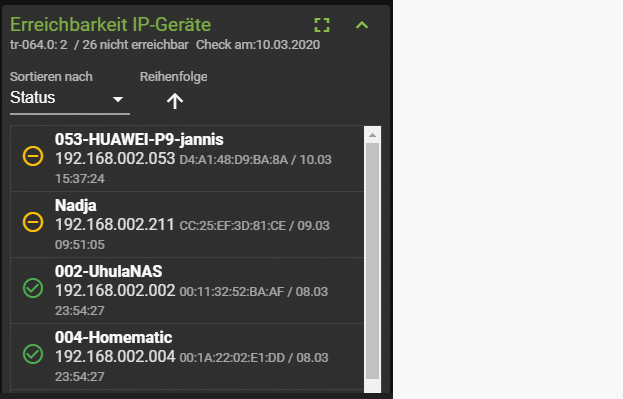 Erreichbarkeit IP-Geräte
tr-064.0: 2 / 26 nicht erreichbar Check am:10.03.2020
Sortieren nach Reihenfolge
Status
053-HUAWEI-P9-jannis
192.168.002.053 D4:A1:48:D9:BA:8A / 10.03
15:37:24
Nadja
192.168.002.211 CC:25:EF:3D:81:CE / 09.03
09:51:05
002-UhulaNAS
192.168.002.002 00:11:32:52:BA:AF / 08.03
23:54:27
004-Homematic
192.168.002.004 00:1A:22:02:E1:DD / 08.03
23:54:27